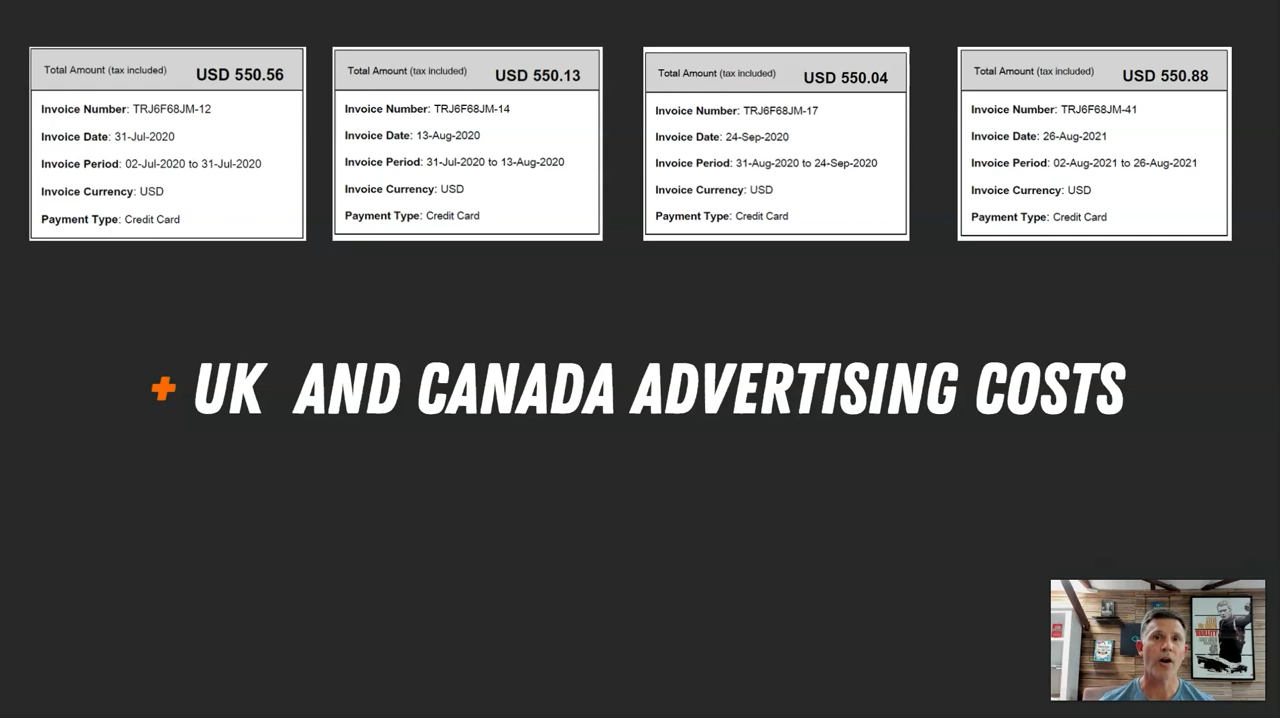 Total Amount (tax included) USD 550.56
Invoice Number: TRJ6F68JM-12
Invoice Date: 31-Jul-2020
Invoice Period: 02-Jul-2020 to 31-Jul-2020
Invoice Currency: USD
Payment Type: Credit Card
Total Amount (tax included) USD 550.13
Invoice Number: TRJ6F68JM-14
Invoice Date: 13-Aug-2020
Invoice Period: 31-Jul-2020 to 13-Aug-2020
Invoice Currency: USD
Payment Type: Credit Card
Total Amount (tax included) USD 550.04
Invoice Number: TRJ6F68JM-17
Invoice Date: 24-Sep-2020
Invoice Period: 31-Aug-2020 to 24-Sep-2020
Invoice Currency: USD
Payment Type: Credit Card
Total Amount (tax included) USD 550.88
Invoice Number: TRJ6F68JM-41
Invoice Date: 26-Aug-2021
Invoice Period: 02-Aug-2021 to 26-Aug-2021
Invoice Currency: USD
Payment Type: Credit Card
+ UK AND CANADA ADVERTISING COSTS